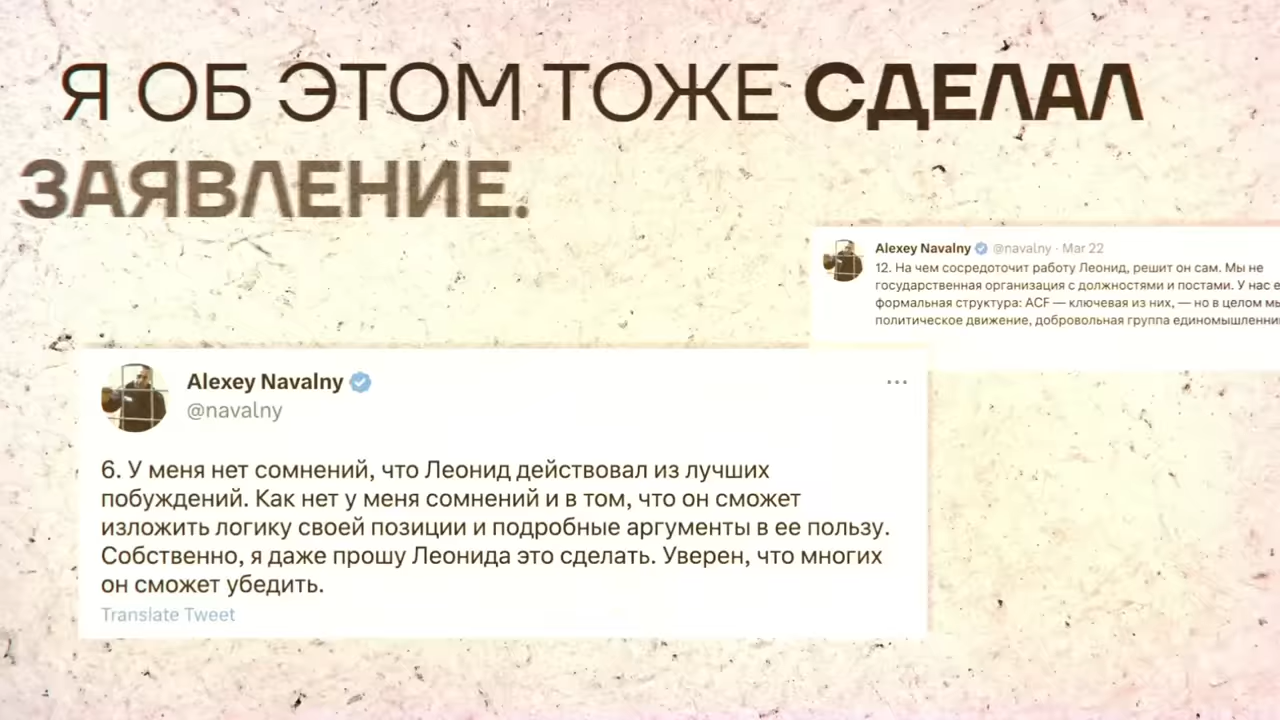 Я ОБ ЭТОМ ТОЖЕ СДЕЛАЛ
ЗАЯВЛЕНИЕ.
Alexey Navalny @navalny · Mar 22
12. На чем сосредоточит работу Леонид, решит он сам. Мы не
государственная организация с должностями и постами. У нас
формальная структура: ACF — ключевая из них, — но в целом
политическое движение, добровольная группа
Alexey Navalny
@navalny
6. У меня нет сомнений, что Леонид действовал из лучших
побуждений. Как нет у меня сомнений и в том, что он сможет
изложить логику своей позиции и подробные аргументы в ее пользу.
Собственно, я даже прошу Леонида это сделать. Уверен, что многих
он сможет убедить.
Translate Tweet